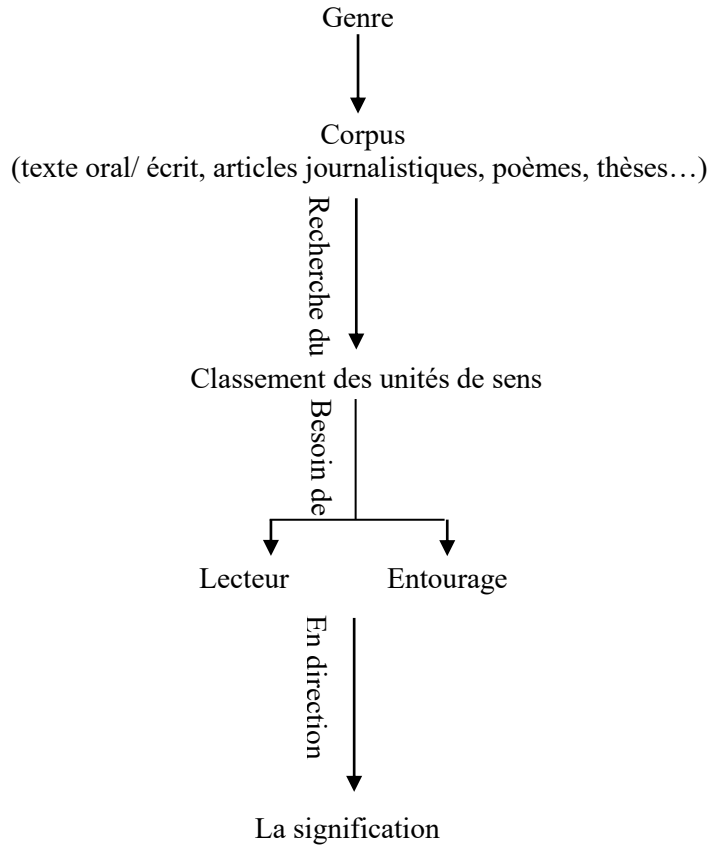 Genre
Corpus
(texte oral/ écrit, articles journalistiques, poèmes, thèses…)
Recherche du
Classement des unités de sens
Besoin de
Lecteur
Entourage
En direction
La signification